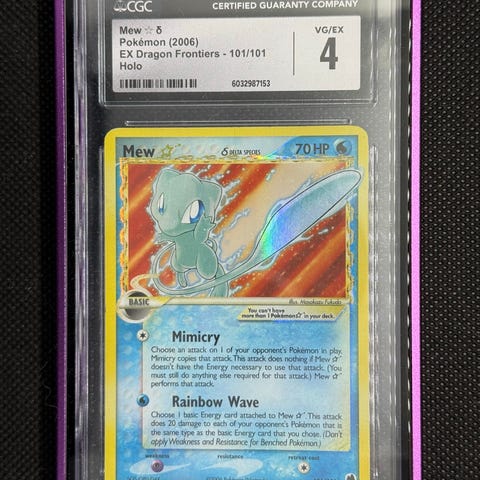 CERTIFIED GUARANTY COMPANY
CGC
Mew ☆ δ
Pokémon (2006)
EX Dragon Frontiers - 101/101
Holo
VG/EX
4
6032987153
Mew ☆ δ DELTA SPECIES 70 HP
BASIC
Illus. Masakazu Fukuda
You can't have
more than 1 Pokémon ☆ in your deck.
Mimicry
Choose an attack on 1 of your opponent's Pokémon in play.
Mimicry copies that attack. This attack does nothing if Mew ☆
doesn't have the Energy necessary to use that attack. (You
must still do anything else required for that attack.) Mew ☆
performs that attack.
Rainbow Wave
Choose 1 basic Energy card attached to Mew ☆. This attack
does 20 damage to each of your opponent's Pokémon that is
the same type as the basic Energy card that you chose. (Don't
apply Weakness and Resistance for Benched Pokémon.)
weakness resistance retreat cost